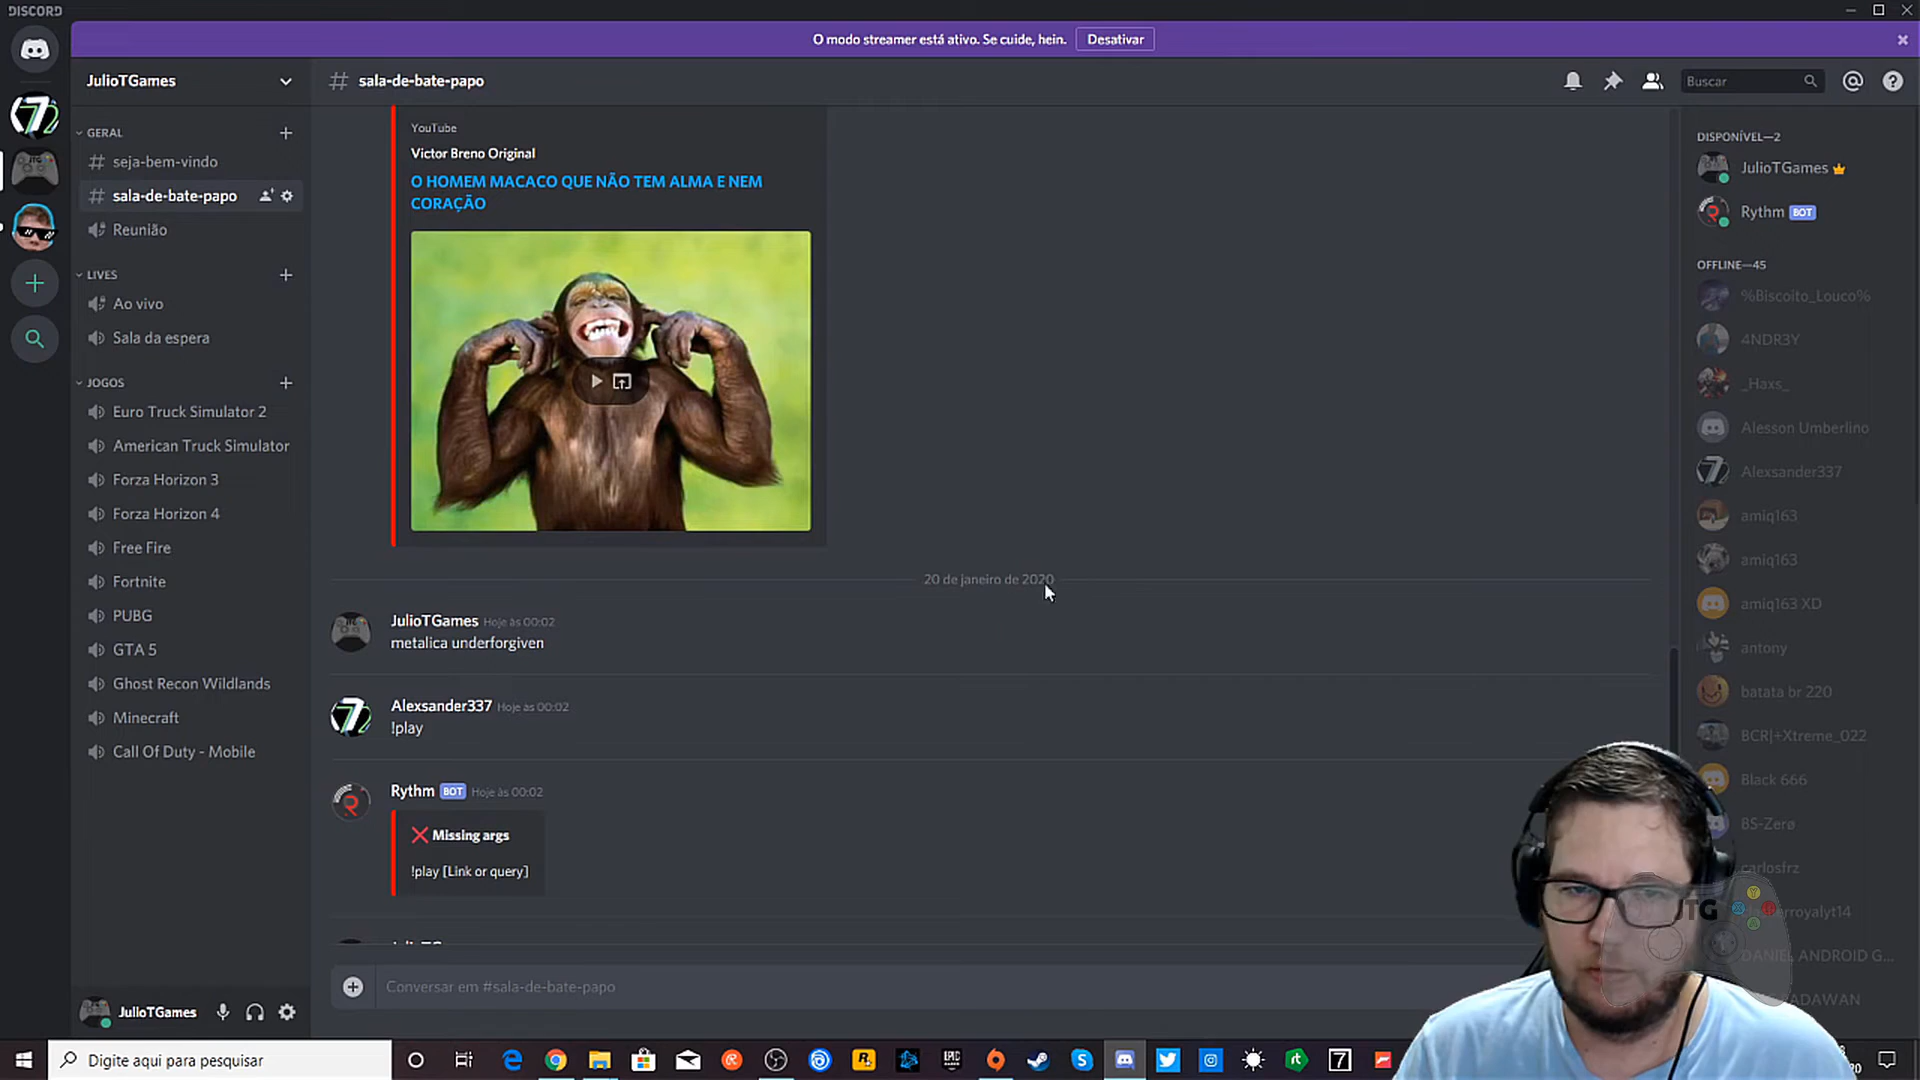 DISCORD
O modo streamer está ativo. Se cuide, hein.
Desativar
JulioTGames
sala-de-bate-papo
Buscar
GERAL
seja-bem-vindo
sala-de-bate-papo
Reunião
LIVES
Ao vivo
Sala da espera
JOGOS
Euro Truck Simulator 2
American Truck Simulator
Forza Horizon 3
Forza Horizon 4
Free Fire
Fortnite
PUBG
GTA 5
Ghost Recon Wildlands
Minecraft
Call Of Duty - Mobile
JulioTGames
YouTube
Victor Breno Original
O HOMEM MACACO QUE NÃO TEM ALMA E NEM
CORAÇÃO
20 de janeiro de 2020
JulioTGames Hoje às 00:02
metalica underforgiven
Alexsander337 Hoje às 00:02
!play
Rythm BOT Hoje às 00:02
Missing args
!play [Link or query]
Conversar em #sala-de-bate-papo
DISPONÍVEL—2
JulioTGames
Rythm BOT
OFFLINE—45
%Biscoito_Louco%
4NDR3Y
_Haxs_
Alesson Umberlino
Alexsander337
amiq163
amiq163
amiq163 XD
antony
batata br 220
BCR|+Xtreme_022
Black 666
BS-Zerø
carlosfrz
DANIEL ANDROID G...
JTG
Digite aqui para pesquisar